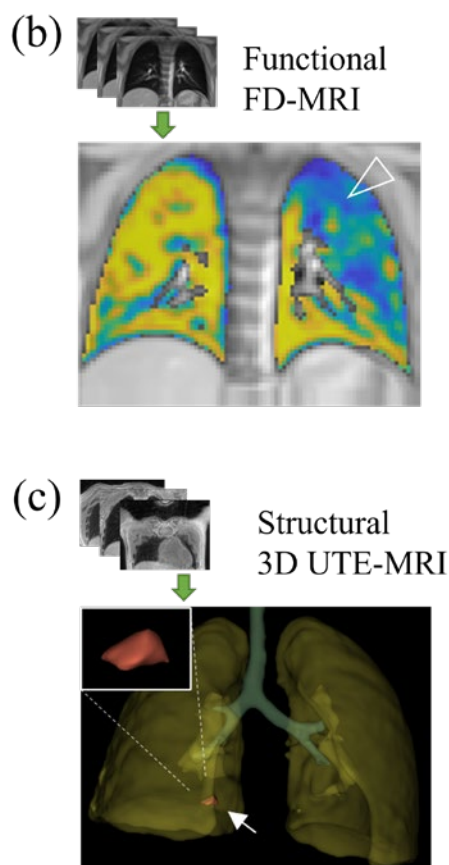 (b)
Functional
FD-MRI
(c)
Structural
3D UTE-MRI